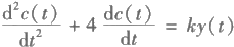 d²c(t)/dt² + 4 dc(t)/dt = ky(t)